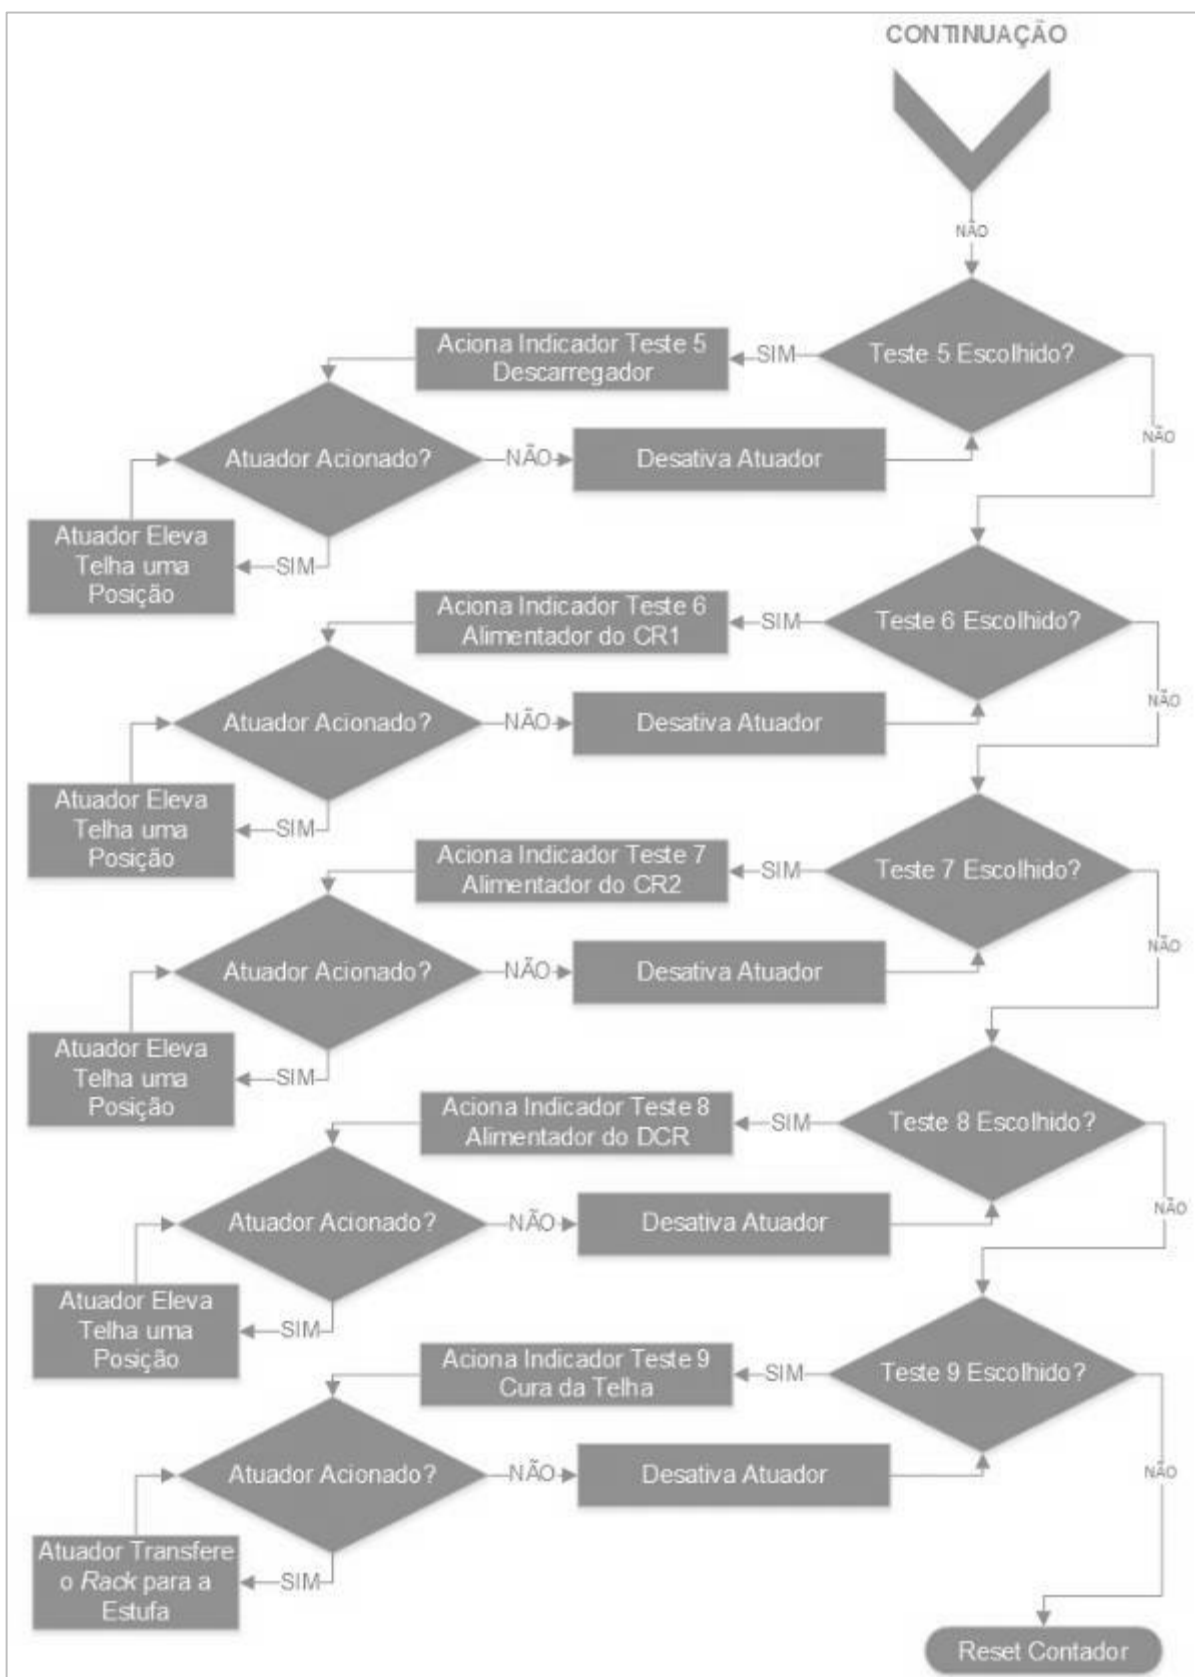 CONTINUAÇÃO
NÃO
Teste 5 Escolhido?
SIM
Aciona Indicador Teste 5
Descarregador
NÃO
Atuador Acionado?
NÃO
Desativa Atuador
Atuador Eleva
Telha uma
Posição
SIM
Teste 6 Escolhido?
SIM
Aciona Indicador Teste 6
Alimentador do CR1
NÃO
Atuador Acionado?
NÃO
Desativa Atuador
Atuador Eleva
Telha uma
Posição
SIM
Teste 7 Escolhido?
SIM
Aciona Indicador Teste 7
Alimentador do CR2
NÃO
Atuador Acionado?
NÃO
Desativa Atuador
Atuador Eleva
Telha uma
Posição
SIM
Teste 8 Escolhido?
SIM
Aciona Indicador Teste 8
Alimentador do DCR
NÃO
Atuador Acionado?
NÃO
Desativa Atuador
Atuador Eleva
Telha uma
Posição
SIM
Teste 9 Escolhido?
SIM
Aciona Indicador Teste 9
Cura da Telha
NÃO
Atuador Acionado?
NÃO
Desativa Atuador
Atuador Transfere
o Rack para a
Estufa
SIM
Reset Contador